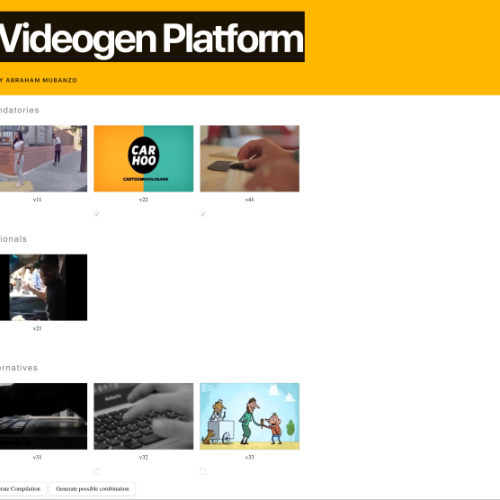 Videogen Platform
Y ABRAHAM MUBANZO
ndatories
CAR
HOO
CARTOONHOOLIGANS
v11
v22
v41
ionals
v21
ernatives
v31
v32
v33
rate Compilation
Generate possible combination